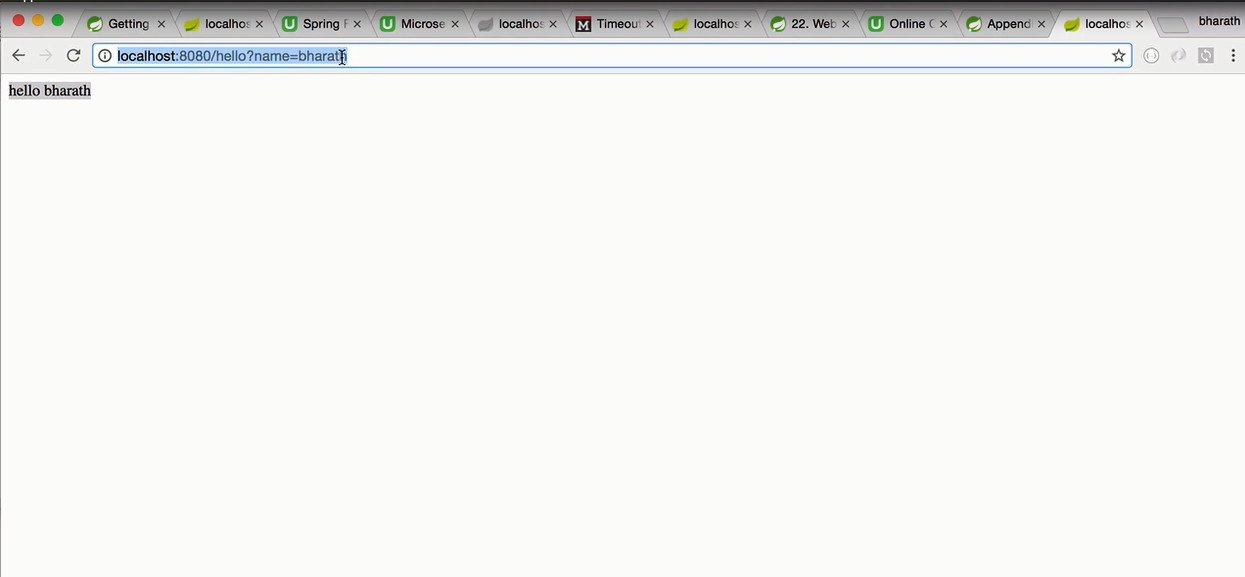 Getting
localhos
Spring F
Microse
localhos
Timeout
localhos
22. Web
Online C
Append
localhos
bharath
localhost:8080/hello?name=bharath
hello bharath